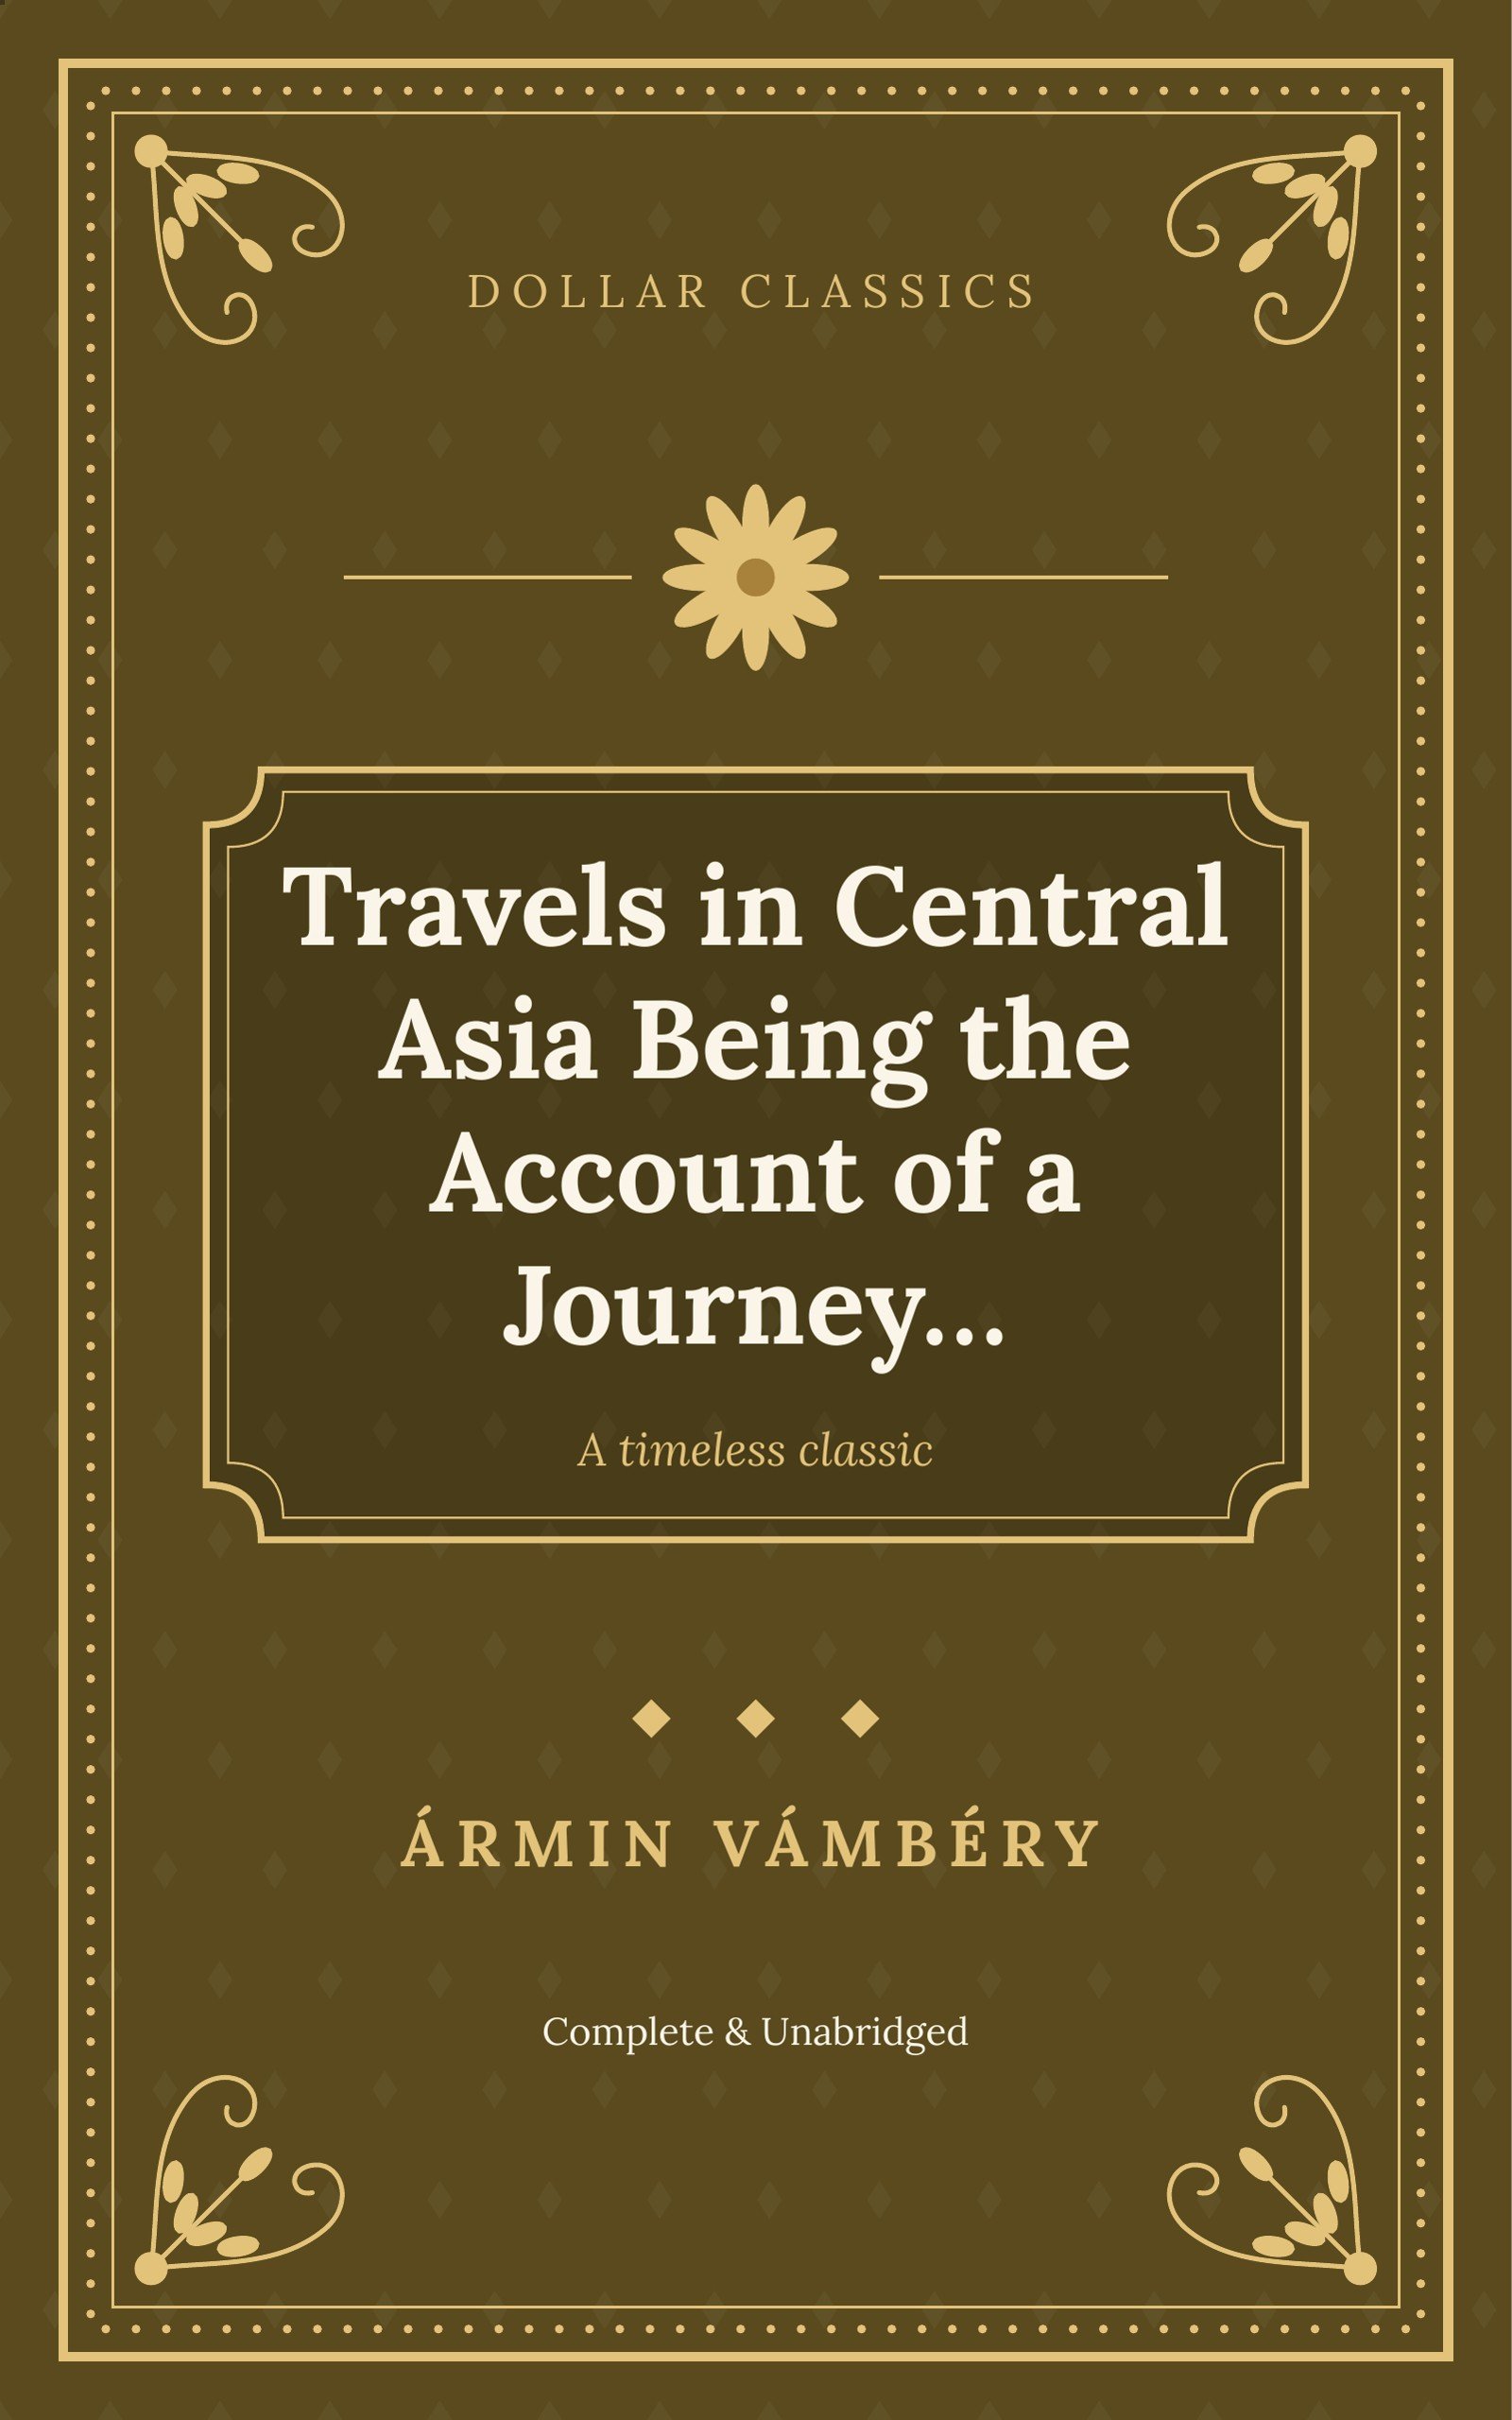 DOLLAR CLASSICS
Travels in Central
Asia Being the
Account of a
Journey...
A timeless classic
ÁRMIN VÁMBÉRY
Complete & Unabridged